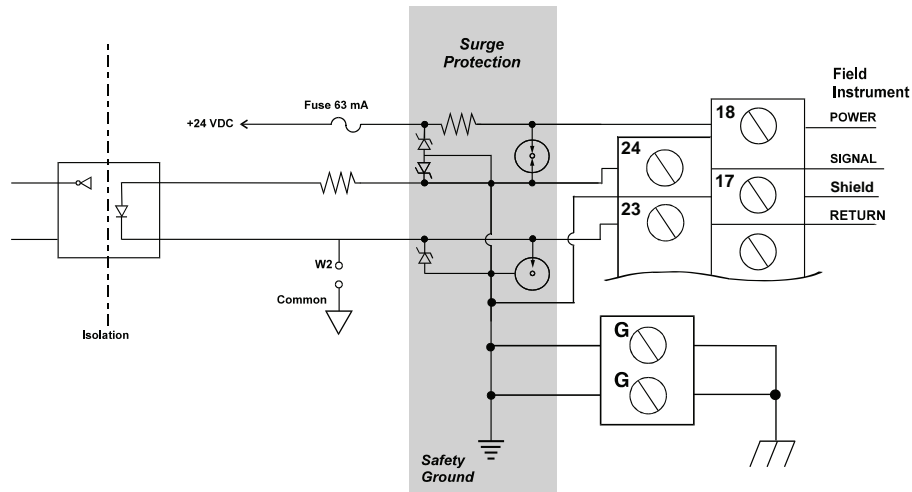 Surge
Protection
Field
Instrument
Fuse 63 mA
+24 VDC
18
POWER
24
SIGNAL
17
Shield
23
RETURN
W2
Common
Isolation
G
G
Safety
Ground